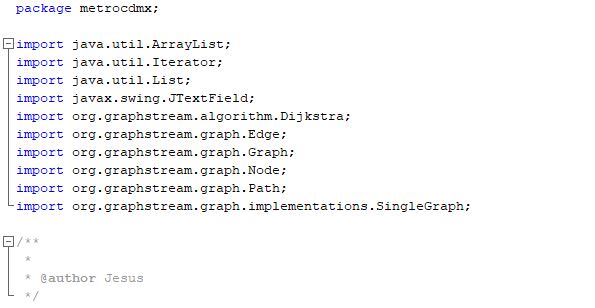 package metrocdmx;
import java.util.ArrayList;
import java.util.Iterator;
import java.util.List;
import javax.swing.JTextField;
import org.graphstream.algorithm.Dijkstra;
import org.graphstream.graph.Edge;
import org.graphstream.graph.Graph;
import org.graphstream.graph.Node;
import org.graphstream.graph.Path;
import org.graphstream.graph.implementations.SingleGraph;
/**
*
* @author Jesus
*/